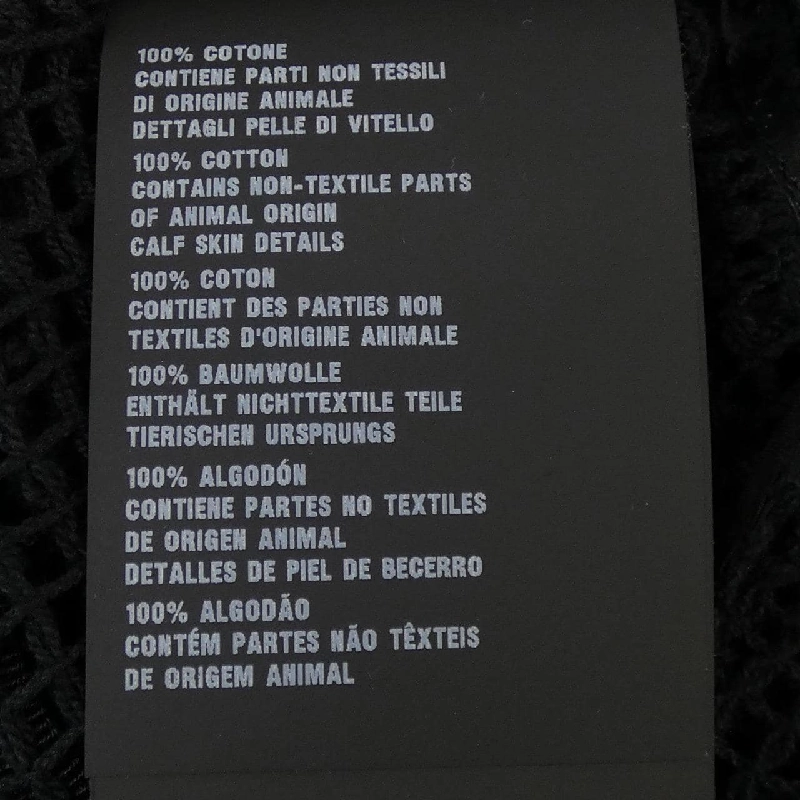 100% COTONE
CONTIENE PARTI NON TESSILI
DI ORIGINE ANIMALE
DETTAGLI PELLE DI VITELLO
100% COTTON
CONTAINS NON-TEXTILE PARTS
OF ANIMAL ORIGIN
CALF SKIN DETAILS
100% COTON
CONTIENT DES PARTIES NON
TEXTILES D'ORIGINE ANIMALE
100% BAUMWOLLE
ENTHÄLT NICHTTEXTILE TEILE
TIERISCHEN URSPRUNGS
100% ALGODÓN
CONTIENE PARTES NO TEXTILES
DE ORIGEN ANIMAL
DETALLES DE PIEL DE BECERRO
100% ALGODÃO
CONTÉM PARTES NÃO TÊXTEIS
DE ORIGEM ANIMAL